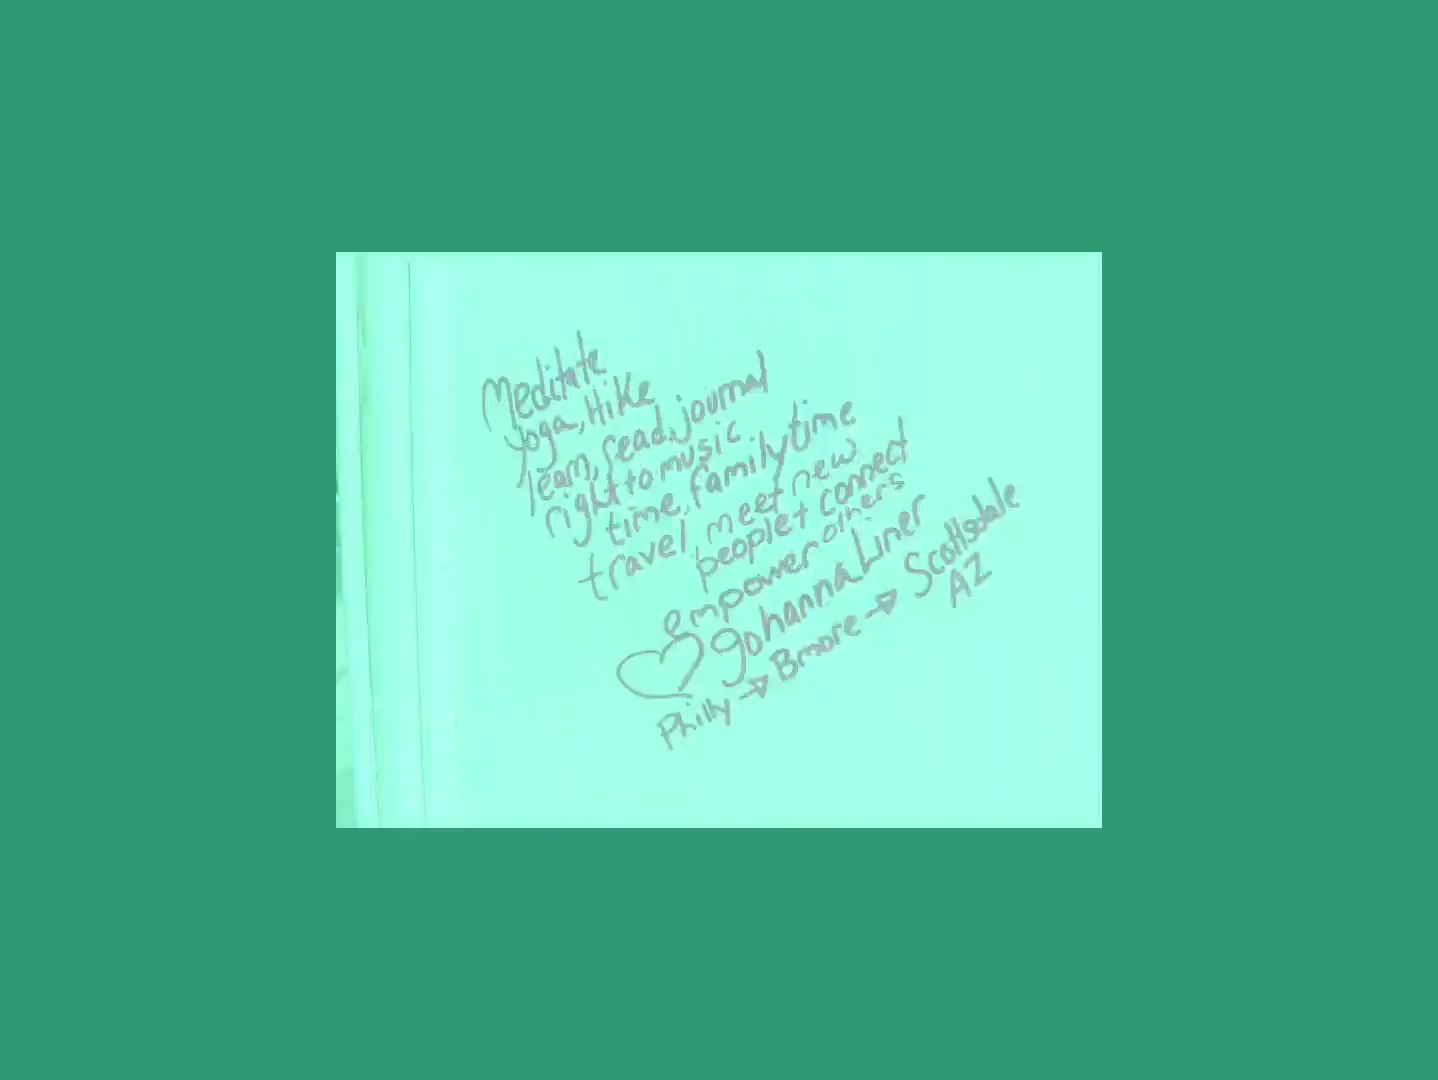 Meditate
Yoga, Hike
learn, read, journal
right to music
time, family time
travel, meet new
people + connect
empower others
Johanna Liner
Philly → Bmore → Scottsdale
AZ